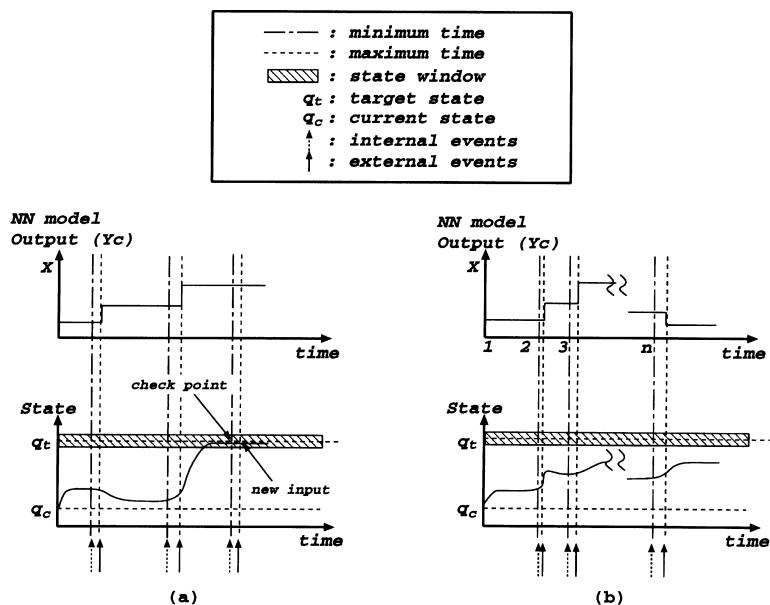 : minimum time
: maximum time
: state window
qt : target state
qc : current state
: internal events
: external events
NN model
Output (Yc)
X
time
check point
State
qt
new input
qc
time
(a)
NN model
Output (Yc)
X
1 2 3 n
time
State
qt
qc
time
(b)